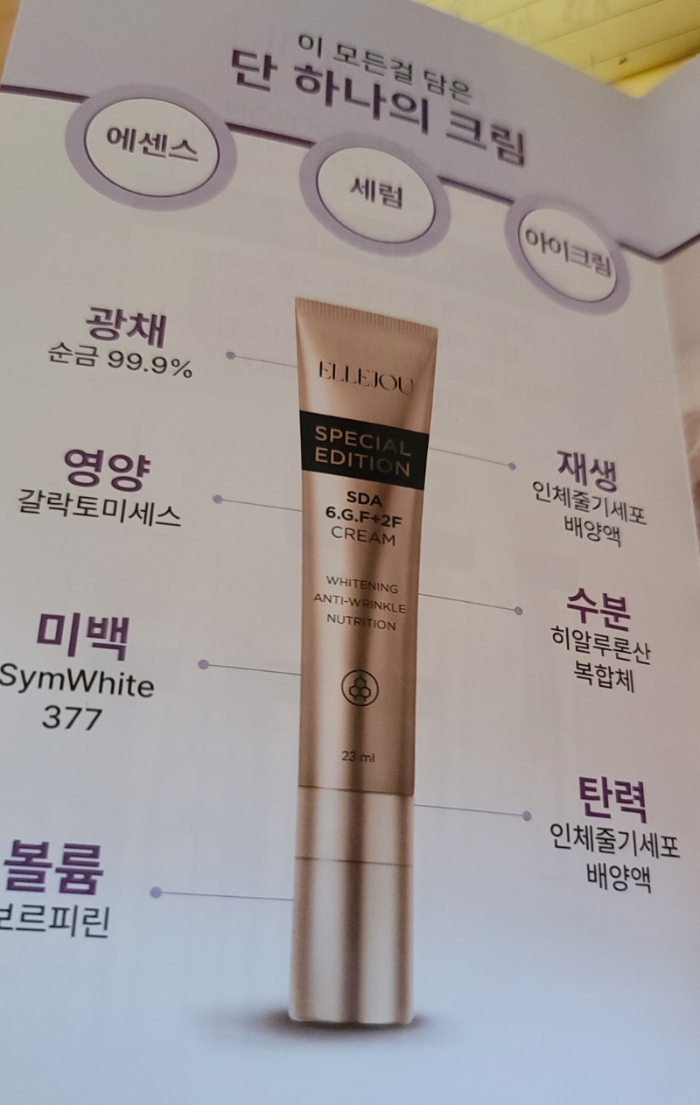 이 모든걸 담은
단 하나의 크림
에센스
세럼
아이크림
광채
순금 99.9%
영양
갈락토미세스
미백
SymWhite
377
볼륨
보르피린
ELLEJOU
SPECIAL
EDITION
SDA
6.G.F+2F
CREAM
WHITENING
ANTI-WRINKLE
NUTRITION
23 ml
재생
인체줄기세포
배양액
수분
히알루론산
복합체
탄력
인체줄기세포
배양액